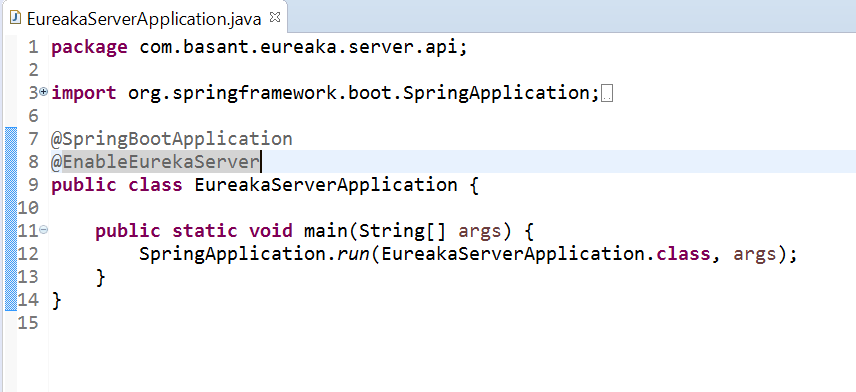 EureakaServerApplication.java
1 package com.basant.eureaka.server.api;
2
3 import org.springframework.boot.SpringApplication;
6
7 @SpringBootApplication
8 @EnableEurekaServer
9 public class EureakaServerApplication {
10
11 public static void main(String[] args) {
12 SpringApplication.run(EureakaServerApplication.class, args);
13 }
14 }
15